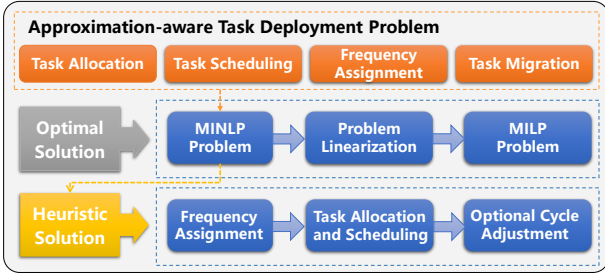 Approximation-aware Task Deployment Problem
Task Allocation
Task Scheduling
Frequency
Assignment
Task Migration
Optimal
Solution
MINLP
Problem
Problem
Linearization
MILP
Problem
Heuristic
Solution
Frequency
Assignment
Task Allocation
and Scheduling
Optional Cycle
Adjustment